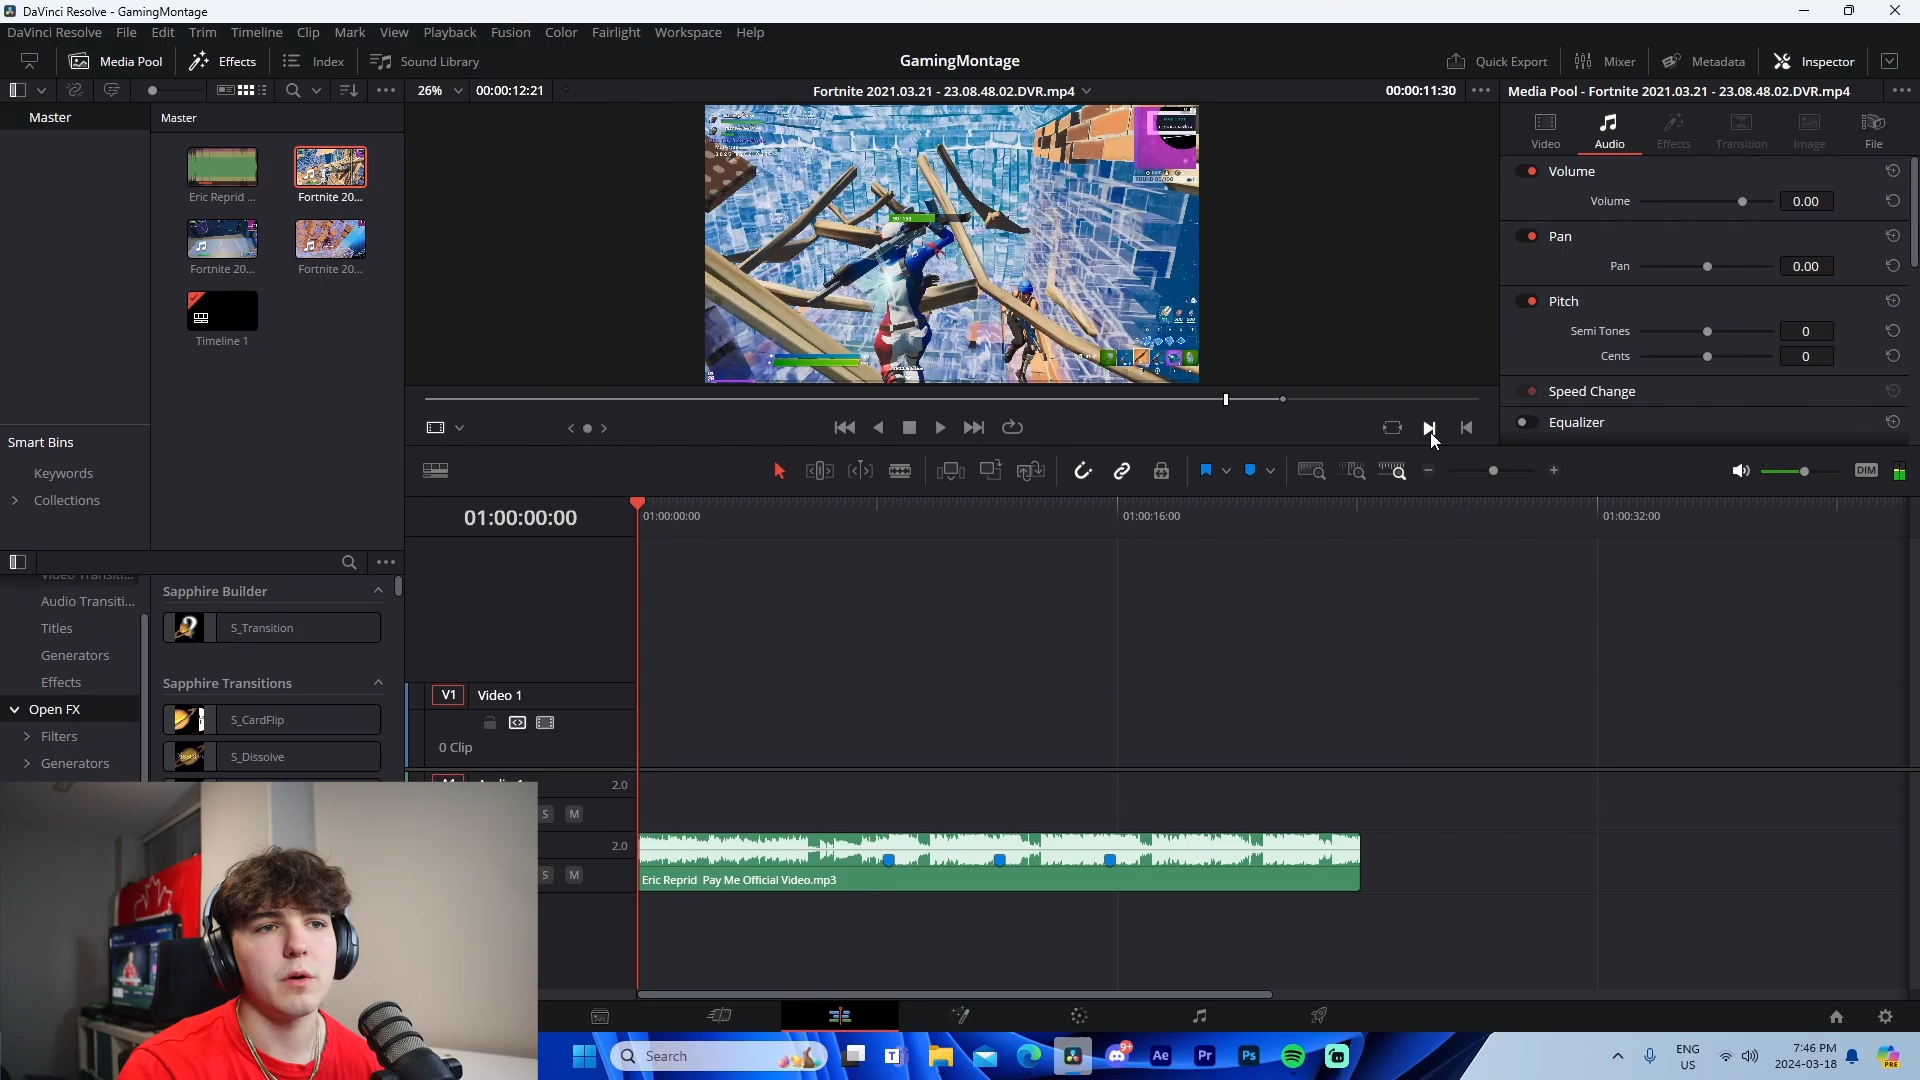 DaVinci Resolve - GamingMontage
DaVinci Resolve File Edit Trim Timeline Clip Mark View Playback Fusion Color Fairlight Workspace Help
Media Pool Effects Index Sound Library GamingMontage Quick Export Mixer Metadata Inspector
26% 00:00:12:21 Fortnite 2021.03.21 - 23.08.48.02.DVR.mp4 00:00:11:30 Media Pool - Fortnite 2021.03.21 - 23.08.48.02.DVR.mp4
Master Master
Video Audio Effects Transition Image File
Eric Reprid ... Fortnite 20...
Fortnite 20... Fortnite 20...
Timeline 1
Volume
Volume 0.00
Pan
Pan 0.00
Pitch
Semi Tones 0
Cents 0
Speed Change
Equalizer
Smart Bins
Keywords
Collections
DIM
01:00:00:00 01:00:00:00 01:00:16:00 01:00:32:00
Audio Transiti...
Titles
Generators
Effects
Open FX
Filters
Generators
Sapphire Builder
S_Transition
Sapphire Transitions
S_CardFlip
S_Dissolve
V1 Video 1
0 Clip
2.0
S M
2.0
S M
Eric Reprid Pay Me Official Video.mp3
Search
9+
Ae Pr Ps
ENG
US
7:46 PM
2024-03-18
PRE